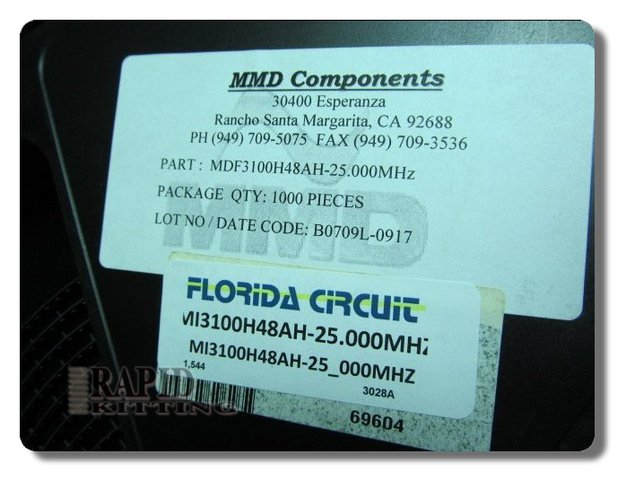 MMD Components
30400 Esperanza
Rancho Santa Margarita, CA 92688
PH (949) 709-5075 FAX (949) 709-3536
PART: MDF3100H48AH-25.000MHz
PACKAGE QTY: 1000 PIECES
LOT NO / DATE CODE: B0709L-0917
MMD
FLORIDA CIRCUIT
MI3100H48AH-25.000MHZ
MI3100H48AH-25_000MHZ
1,544
3028A
69604
RAPID
KITTING